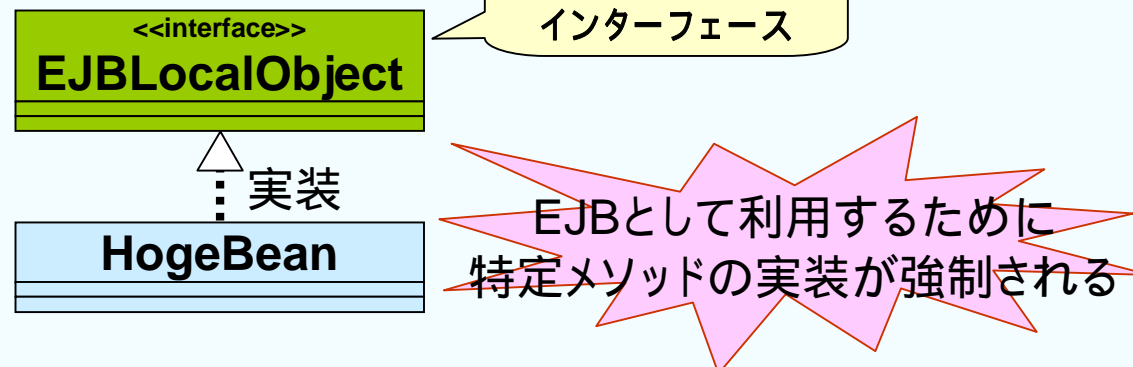 <<interface>>
EJBLocalObject
インターフェース
実装
HogeBean
EJBとして利用するために
特定メソッドの実装が強制される